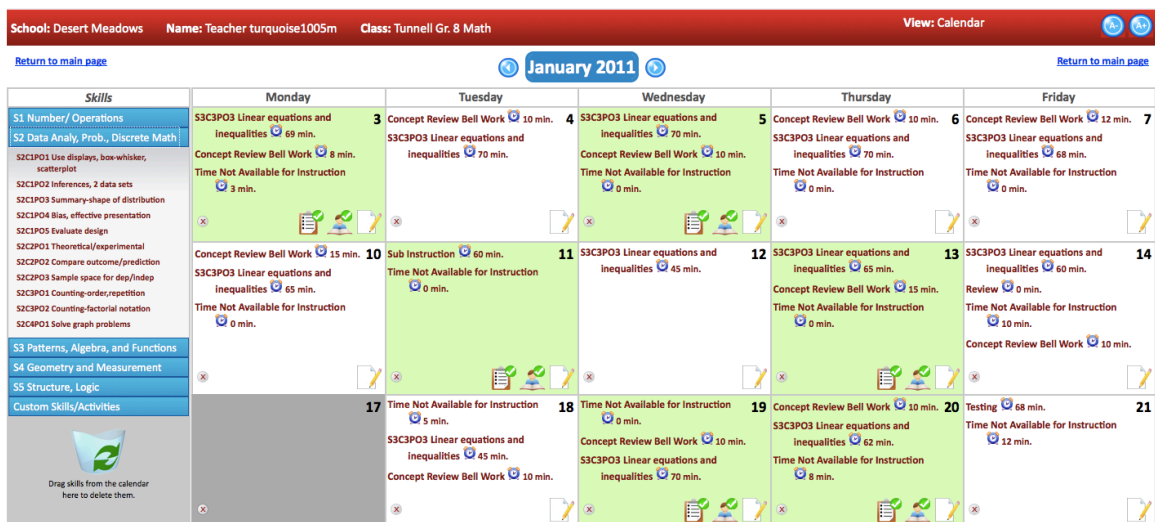 School: Desert Meadows Name: Teacher turquoise1005m Class: Tunnell Gr. 8 Math View: Calendar A- A+
Return to main page January 2011 Return to main page
Skills Monday Tuesday Wednesday Thursday Friday
S1 Number/ Operations
S2 Data Analy, Prob., Discrete Math
S2C1PO1 Use displays, box-whisker,
scatterplot
S2C1PO2 Inferences, 2 data sets
S2C1PO3 Summary-shape of distribution
S2C1PO4 Bias, effective presentation
S2C1PO5 Evaluate design
S2C2PO1 Theoretical/experimental
S2C2PO2 Compare outcome/prediction
S2C2PO3 Sample space for dep/indep
S2C3PO1 Counting-order,repetition
S2C3PO2 Counting-factorial notation
S2C4PO1 Solve graph problems
S3 Patterns, Algebra, and Functions
S4 Geometry and Measurement
S5 Structure, Logic
Custom Skills/Activities
Drag skills from the calendar
here to delete them.
S3C3PO3 Linear equations and 3
inequalities 69 min.
Concept Review Bell Work 8 min.
Time Not Available for Instruction
3 min.
Concept Review Bell Work 10 min. 4
S3C3PO3 Linear equations and
inequalities 70 min.
S3C3PO3 Linear equations and 5
inequalities 70 min.
Concept Review Bell Work 10 min.
Time Not Available for Instruction
0 min.
Concept Review Bell Work 10 min. 6
S3C3PO3 Linear equations and
inequalities 70 min.
Time Not Available for Instruction
0 min.
Concept Review Bell Work 12 min. 7
S3C3PO3 Linear equations and
inequalities 68 min.
Time Not Available for Instruction
0 min.
Concept Review Bell Work 15 min. 10
S3C3PO3 Linear equations and
inequalities 65 min.
Time Not Available for Instruction
0 min.
Sub Instruction 60 min. 11
Time Not Available for Instruction
0 min.
S3C3PO3 Linear equations and 12
inequalities 45 min.
S3C3PO3 Linear equations and 13
inequalities 65 min.
Concept Review Bell Work 15 min.
Time Not Available for Instruction
0 min.
S3C3PO3 Linear equations and 14
inequalities 60 min.
Review 0 min.
Time Not Available for Instruction
10 min.
Concept Review Bell Work 10 min.
17
Time Not Available for Instruction 18
5 min.
S3C3PO3 Linear equations and
inequalities 45 min.
Concept Review Bell Work 10 min.
Time Not Available for Instruction 19
0 min.
Concept Review Bell Work 10 min.
S3C3PO3 Linear equations and
inequalities 70 min.
Concept Review Bell Work 10 min. 20
S3C3PO3 Linear equations and
inequalities 62 min.
Time Not Available for Instruction
8 min.
Testing 68 min. 21
Time Not Available for Instruction
12 min.